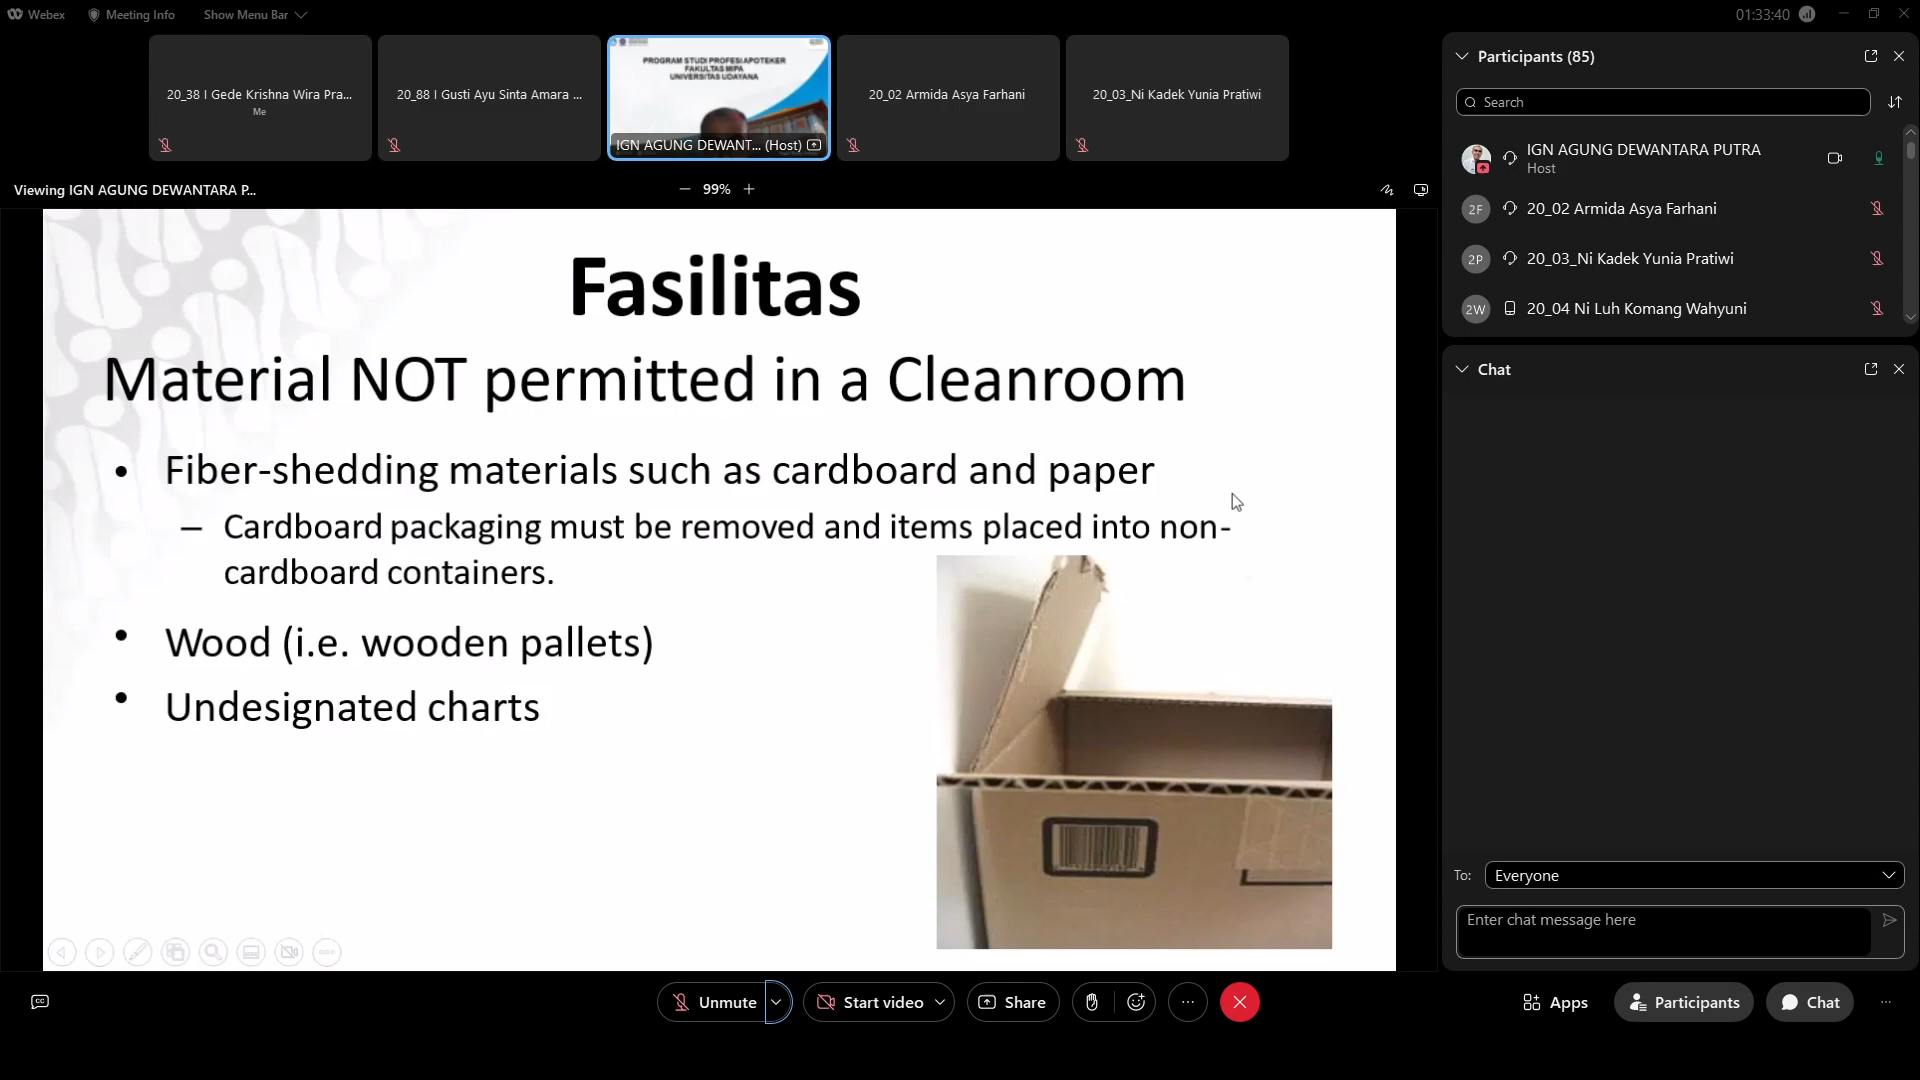 Webex
Meeting Info
Show Menu Bar
01:33:40
20_38 I Gede Krishna Wira Pra...
Me
20_88 I Gusti Ayu Sinta Amara ...
PROGRAM STUDI PROFESI APOTEKER
FAKULTAS MIPA
UNIVERSITAS UDAYANA
IGN AGUNG DEWANT... (Host)
20_02 Armida Asya Farhani
20_03_Ni Kadek Yunia Pratiwi
Viewing IGN AGUNG DEWANTARA P...
99%
Fasilitas
Material NOT permitted in a Cleanroom
• Fiber-shedding materials such as cardboard and paper
– Cardboard packaging must be removed and items placed into non-
cardboard containers.
• Wood (i.e. wooden pallets)
• Undesignated charts
Participants (85)
Search
IGN AGUNG DEWANTARA PUTRA
Host
2F
20_02 Armida Asya Farhani
2P
20_03_Ni Kadek Yunia Pratiwi
2W
20_04 Ni Luh Komang Wahyuni
Chat
To:
Everyone
Enter chat message here
CC
Unmute
Start video
Share
Apps
Participants
Chat